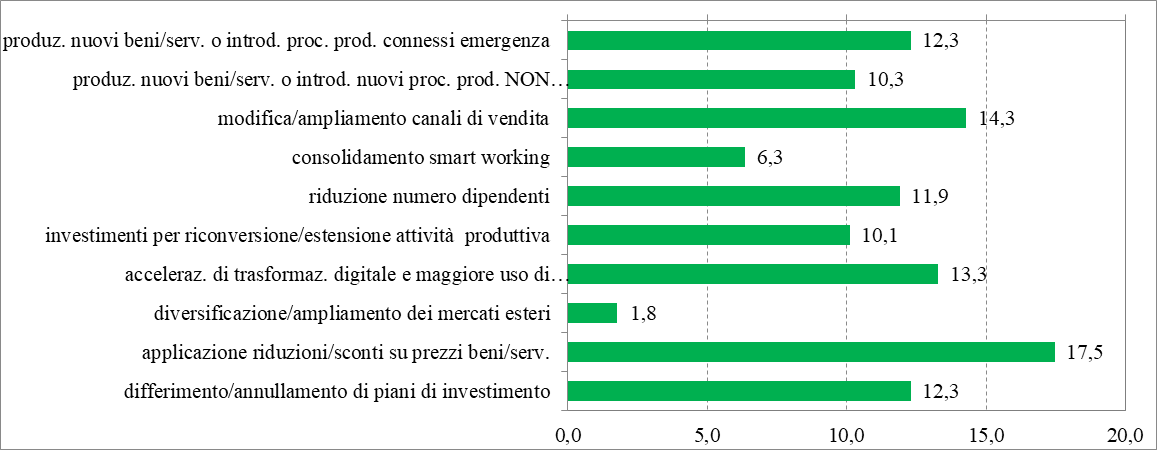 produz. nuovi beni/serv. o introd. proc. prod. connessi emergenza 12,3
produz. nuovi beni/serv. o introd. nuovi proc. prod. NON… 10,3
modifica/ampliamento canali di vendita 14,3
consolidamento smart working 6,3
riduzione numero dipendenti 11,9
investimenti per riconversione/estensione attività produttiva 10,1
acceleraz. di trasformaz. digitale e maggiore uso di… 13,3
diversificazione/ampliamento dei mercati esteri 1,8
applicazione riduzioni/sconti su prezzi beni/serv. 17,5
differimento/annullamento di piani di investimento 12,3
0,0 5,0 10,0 15,0 20,0